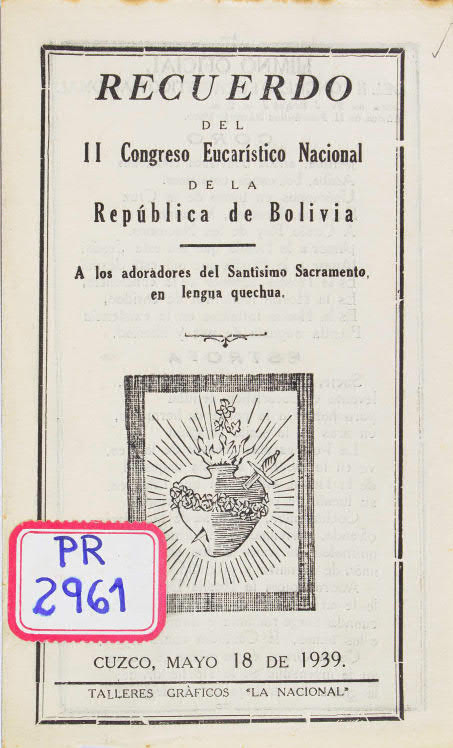 RECUERDO
DEL
II Congreso Eucarístico Nacional
DE LA
República de Bolivia
A los adoradores del Santisimo Sacramento,
en lengua quechua.
PR
2961
CUZCO, MAYO 18 DE 1939.
TALLERES GRÁFICOS "LA NACIONAL"